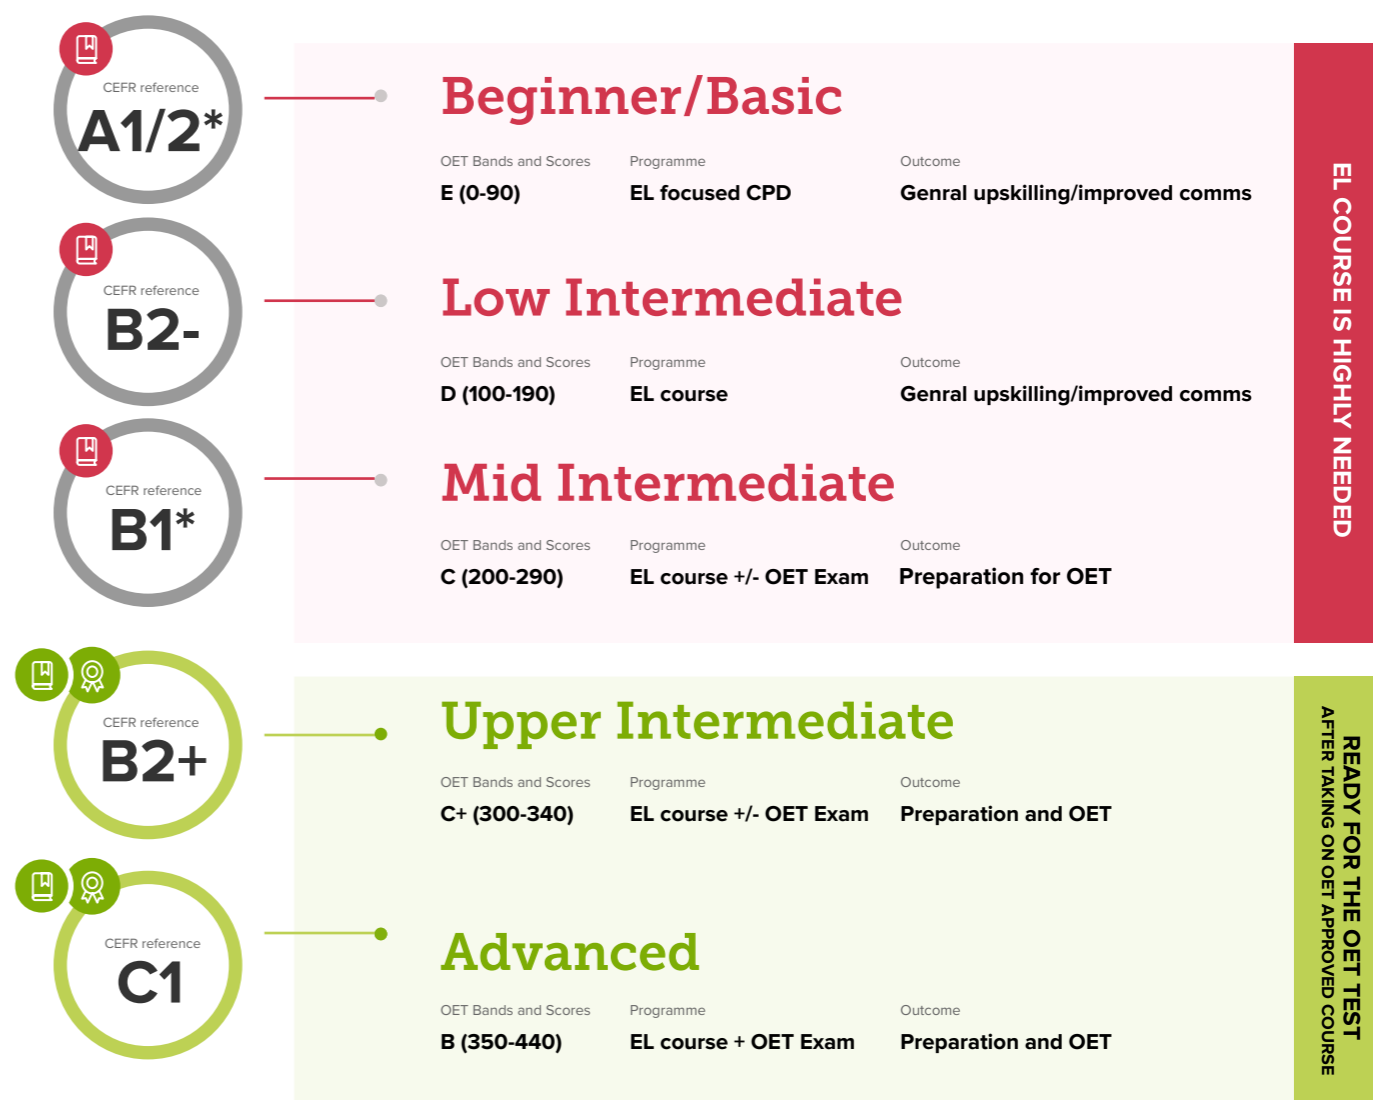 CEFR reference
A1/2*
Beginner/Basic
OET Bands and Scores Programme Outcome
E (0-90) EL focused CPD Genral upskilling/improved comms
CEFR reference
B2-
Low Intermediate
OET Bands and Scores Programme Outcome
D (100-190) EL course Genral upskilling/improved comms
CEFR reference
B1*
Mid Intermediate
OET Bands and Scores Programme Outcome
C (200-290) EL course +/- OET Exam Preparation for OET
EL COURSE IS HIGHLY NEEDED
CEFR reference
B2+
Upper Intermediate
OET Bands and Scores Programme Outcome
C+ (300-340) EL course +/- OET Exam Preparation and OET
CEFR reference
C1
Advanced
OET Bands and Scores Programme Outcome
B (350-440) EL course + OET Exam Preparation and OET
READY FOR THE OET TEST
AFTER TAKING ON OET APPROVED COURSE